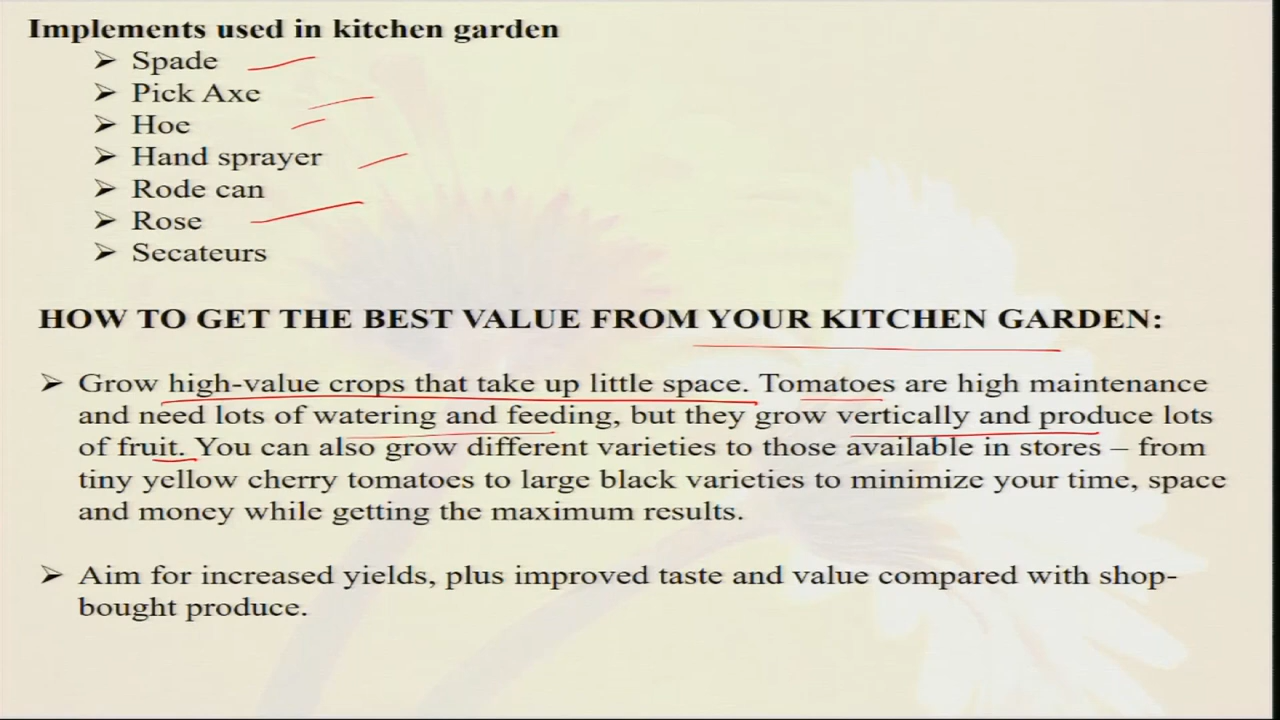 Implements used in kitchen garden
➢ Spade
➢ Pick Axe
➢ Hoe
➢ Hand sprayer
➢ Rode can
➢ Rose
➢ Secateurs
HOW TO GET THE BEST VALUE FROM YOUR KITCHEN GARDEN:
➢ Grow high-value crops that take up little space. Tomatoes are high maintenance
and need lots of watering and feeding, but they grow vertically and produce lots
of fruit. You can also grow different varieties to those available in stores – from
tiny yellow cherry tomatoes to large black varieties to minimize your time, space
and money while getting the maximum results.
➢ Aim for increased yields, plus improved taste and value compared with shop-
bought produce.